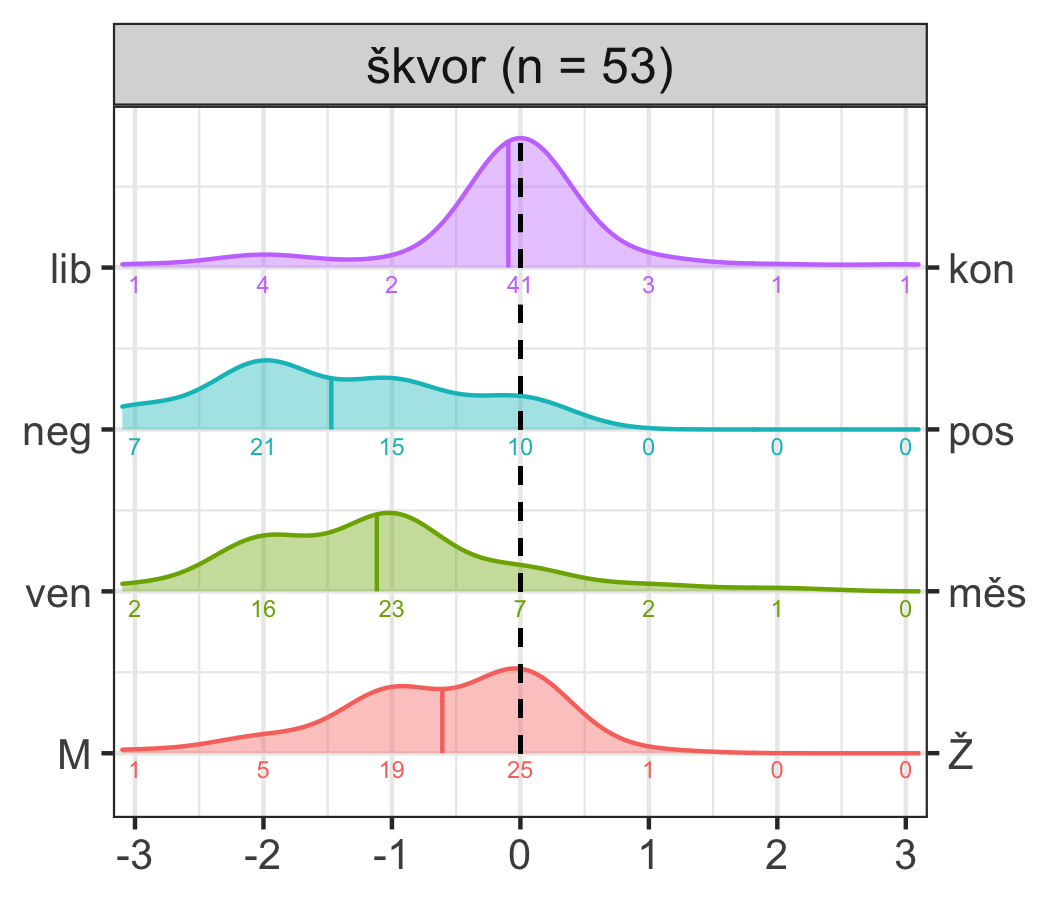 škvor (n = 53)
lib kon
1 4 2 41 3 1 1
neg pos
7 21 15 10 0 0 0
ven měs
2 16 23 7 2 1 0
M Ž
1 5 19 25 1 0 0
-3 -2 -1 0 1 2 3